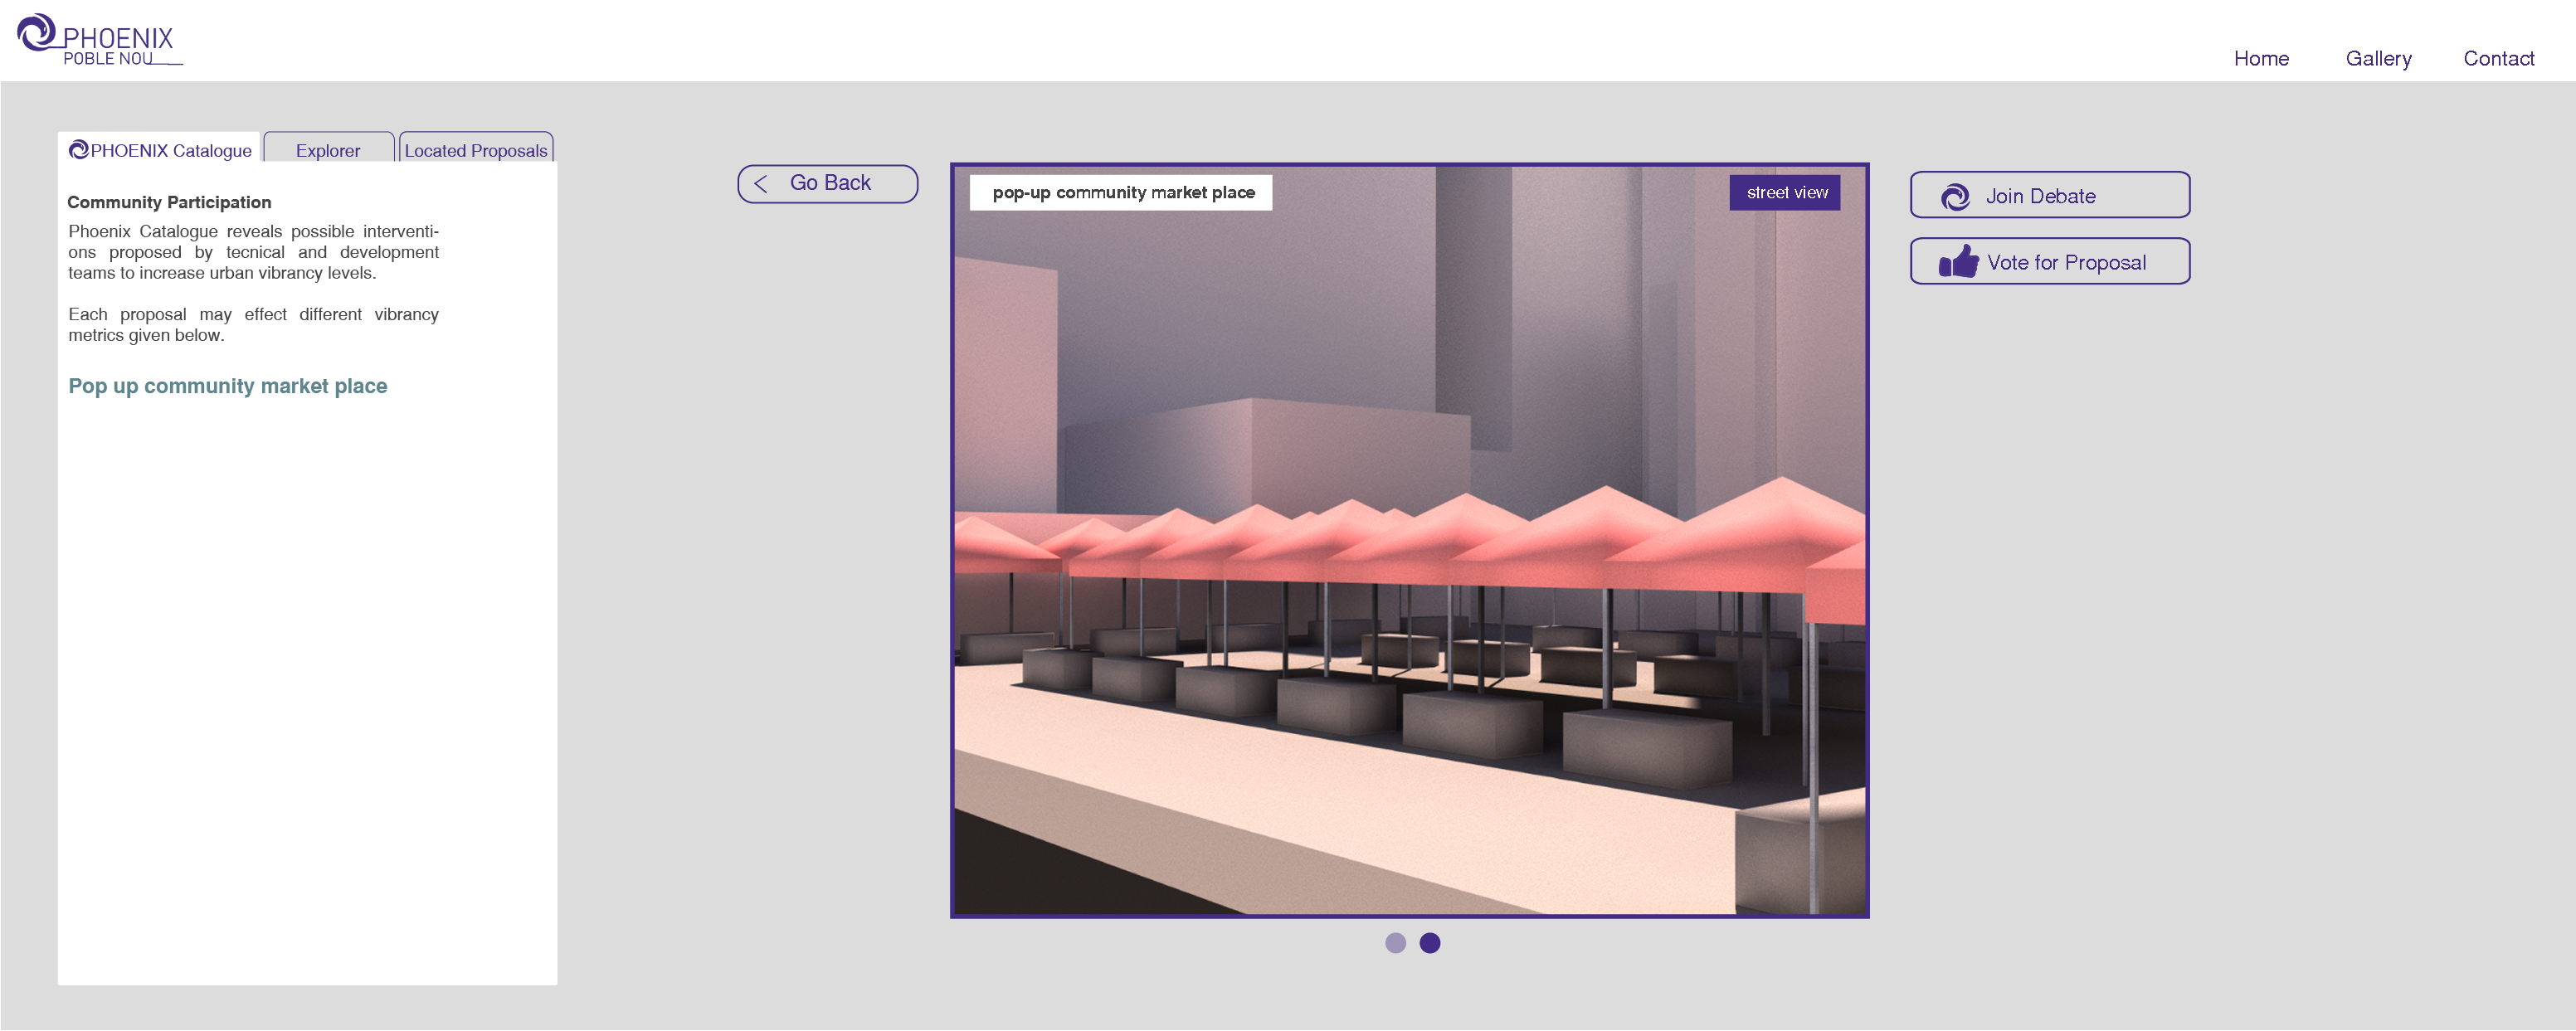 PHOENIX
POBLE NOU
Home
Gallery
Contact
PHOENIX Catalogue
Explorer
Located Proposals
Community Participation
Phoenix Catalogue reveals possible interventi-
ons proposed by tecnical and development
teams to increase urban vibrancy levels.
Each proposal may effect different vibrancy
metrics given below.
Pop up community market place
Go Back
pop-up community market place
street view
Join Debate
Vote for Proposal